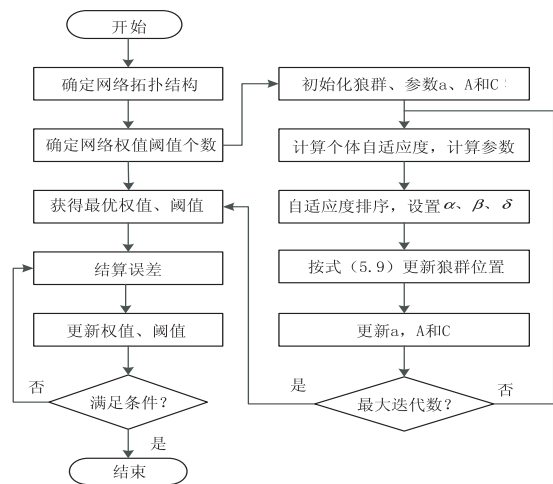 开始
确定网络拓扑结构
确定网络权值阈值个数
获得最优权值、阈值
结算误差
更新权值、阈值
否
满足条件？
是
结束
初始化狼群、参数a、A和C
计算个体自适应度，计算参数
自适应度排序，设置α、β、δ
按式（5.9）更新狼群位置
更新a，A和C
是
最大迭代数？
否